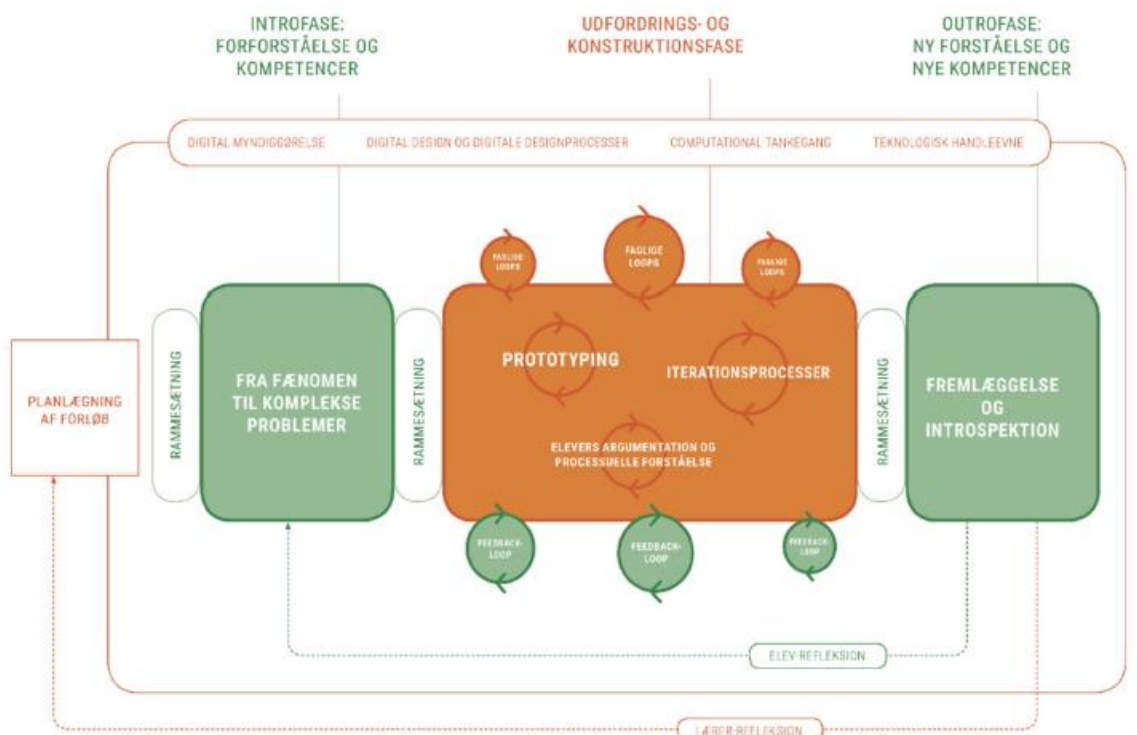 INTROFASE:
FORFORSTÅELSE OG
KOMPETENCER
UDFORDRINGS- OG
KONSTRUKTIONSFASE
OUTROFASE:
NY FORSTÅELSE OG
NYE KOMPETENCER
DIGITAL MYNDIGGØRELSE
DIGITAL DESIGN OG DIGITALE DESIGNPROCESSER
COMPUTATIONAL TANKEGANG
TEKNOLOGISK HANDLEEVNE
FAGLIGE
LOOPS
FAGLIGE
LOOPS
FAGLIGE
LOOPS
PLANLÆGNING
AF FORLØB
RAMMESÆTNING
FRA FÆNOMEN
TIL KOMPLEKSE
PROBLEMER
RAMMESÆTNING
PROTOTYPING
ITERATIONSPROCESSER
ELEVERS ARGUMENTATION OG
PROCESSUELLE FORSTÅELSE
RAMMESÆTNING
FREMLÆGGELSE
OG
INTROSPEKTION
FEEDBACK-
LOOP
FEEDBACK-
LOOP
FEEDBACK-
LOOP
ELEV-REFLEKSION
LÆRER-REFLEKSION